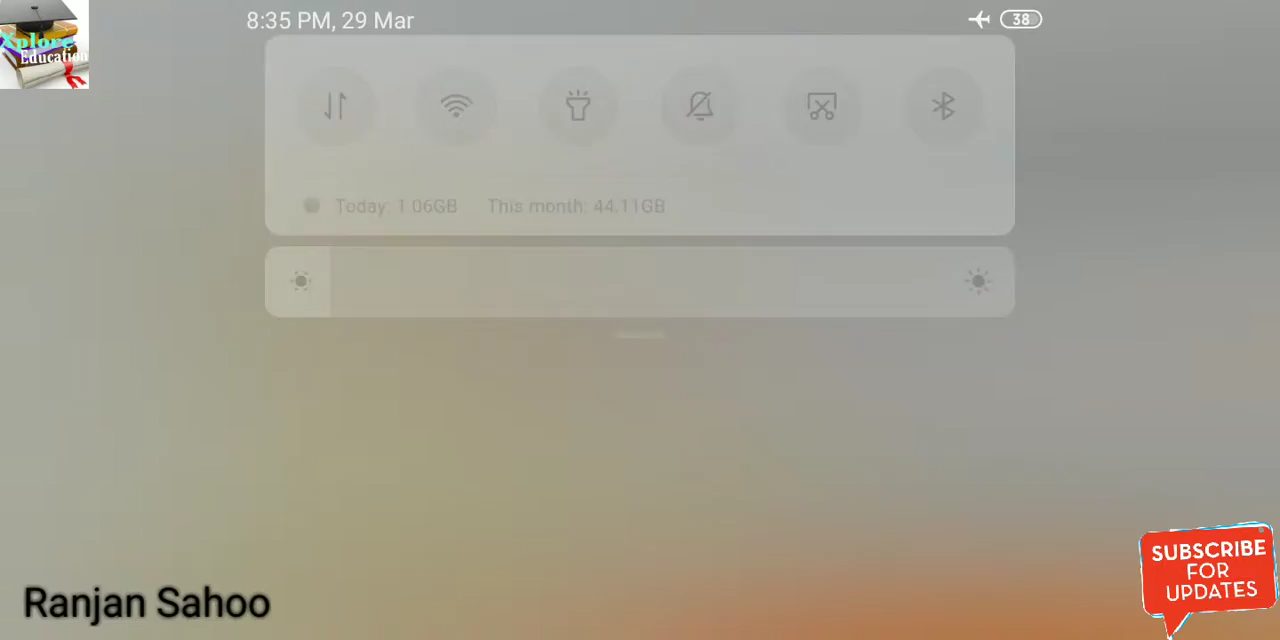 Xplore
Education
8:35 PM, 29 Mar
38
Today: 1.06GB This month: 44.11GB
Ranjan Sahoo
SUBSCRIBE
FOR
UPDATES